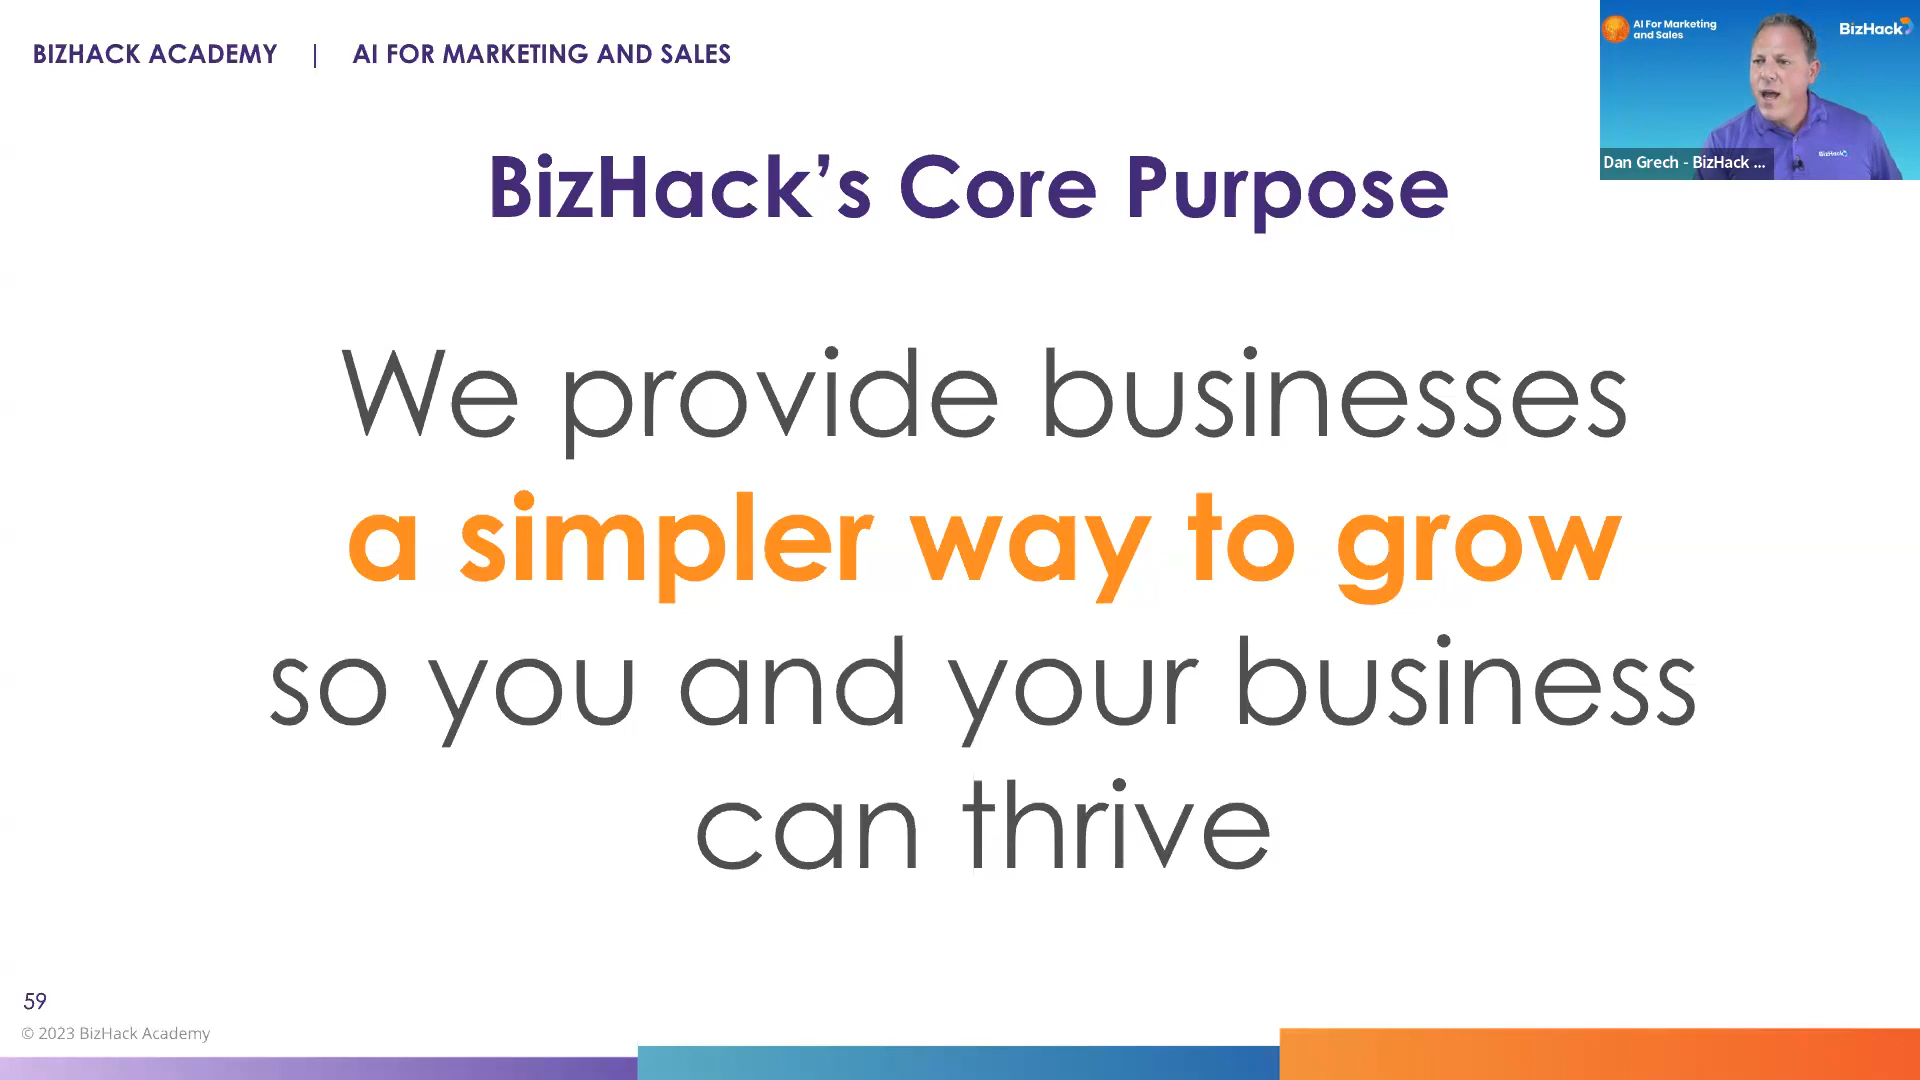 BIZHACK ACADEMY | AI FOR MARKETING AND SALES
AI For Marketing
and Sales
BizHack
BizHack
Dan Grech - BizHack ...
BizHack’s Core Purpose
We provide businesses
a simpler way to grow
so you and your business
can thrive
59
© 2023 BizHack Academy